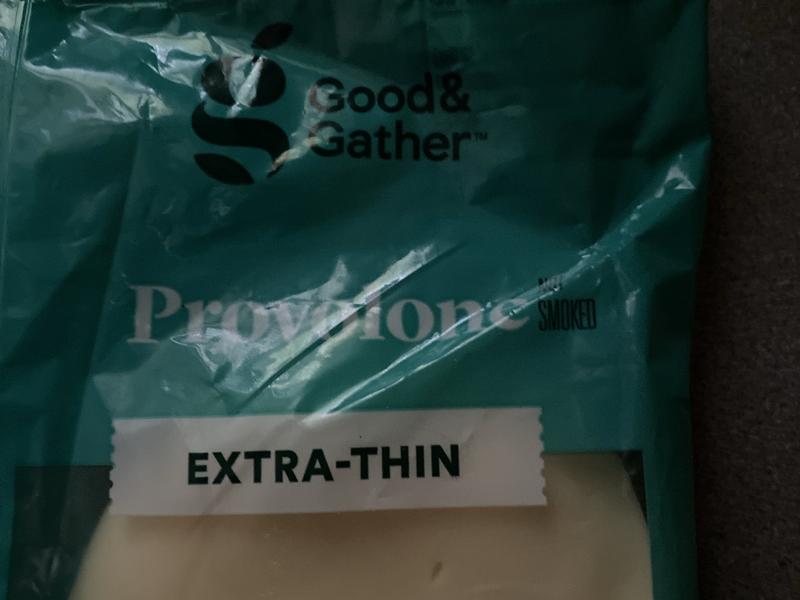 Good&
Gather™
Provolone
NOT
SMOKED
EXTRA-THIN